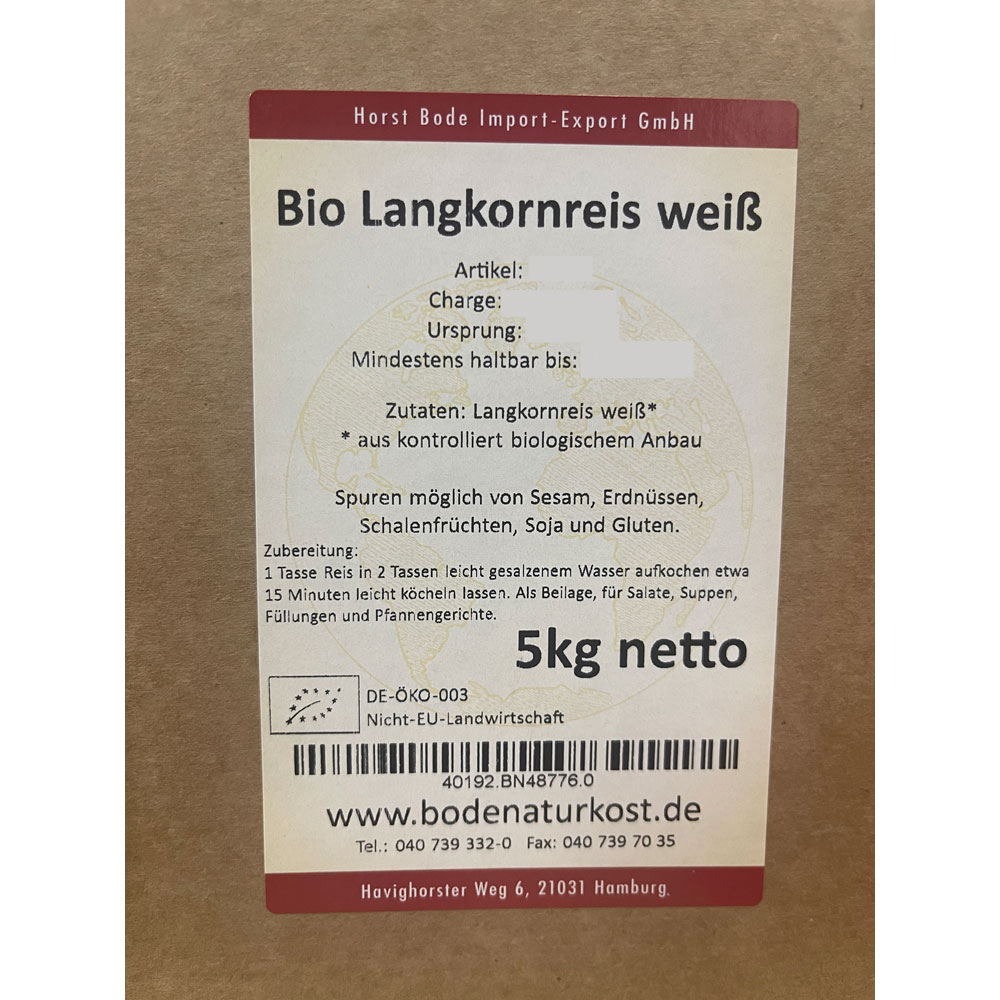 Horst Bode Import-Export GmbH
Bio Langkornreis weiß
Artikel:
Charge:
Ursprung:
Mindestens haltbar bis:
Zutaten: Langkornreis weiß*
* aus kontrolliert biologischem Anbau
Spuren möglich von Sesam, Erdnüssen,
Schalenfrüchten, Soja und Gluten.
Zubereitung:
1 Tasse Reis in 2 Tassen leicht gesalzenem Wasser aufkochen etwa
15 Minuten leicht köcheln lassen. Als Beilage, für Salate, Suppen,
Füllungen und Pfannengerichte.
5kg netto
DE-ÖKO-003
Nicht-EU-Landwirtschaft
40192.BN48776.0
www.bodenaturkost.de
Tel.: 040 739 332-0 Fax: 040 739 70 35
Havighorster Weg 6, 21031 Hamburg.